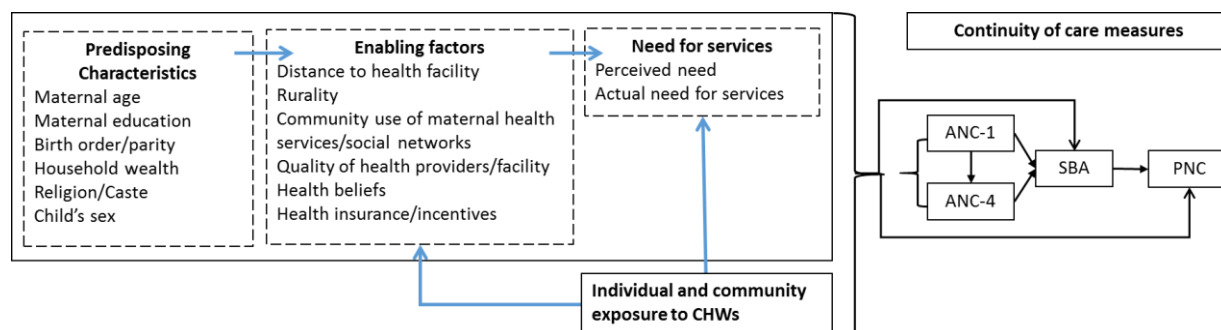 Predisposing
Characteristics
Maternal age
Maternal education
Birth order/parity
Household wealth
Religion/Caste
Child's sex
Enabling factors
Distance to health facility
Rurality
Community use of maternal health
services/social networks
Quality of health providers/facility
Health beliefs
Health insurance/incentives
Need for services
Perceived need
Actual need for services
Individual and community
exposure to CHWs
Continuity of care measures
ANC-1
ANC-4
SBA
PNC